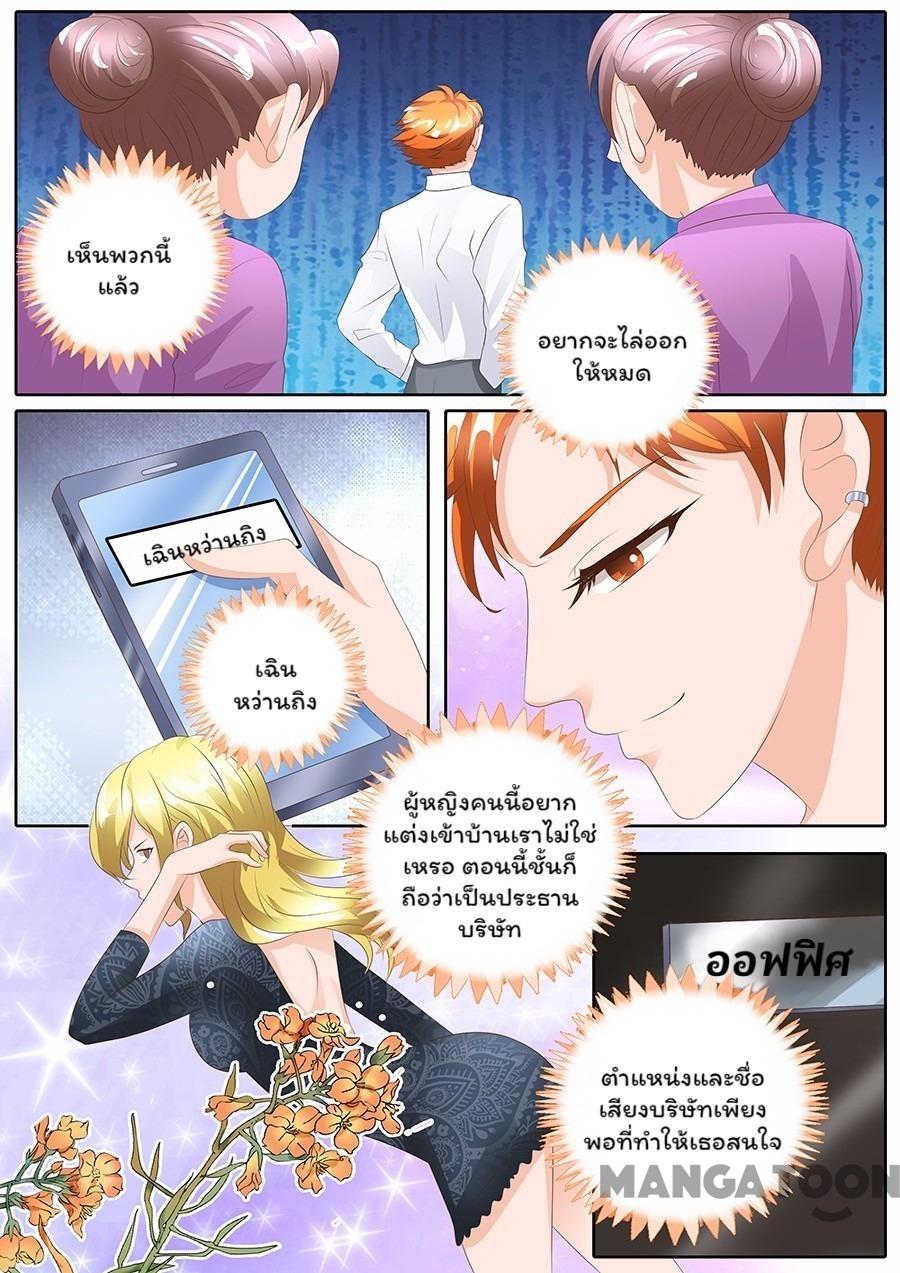 เห็นพวกนี้
แล้ว
อยากจะไล่ออก
ให้หมด
เฉินหว่านถิง
เฉิน
หว่านถิง
ผู้หญิงคนนี้อยาก
แต่งเข้าบ้านเราไม่ใช่
เหรอ ตอนนี้ชั้นก็
ถือว่าเป็นประธาน
บริษัท
ออฟฟิศ
ตำแหน่งและชื่อ
เสียงบริษัทเพียง
พอที่ทำให้เธอสนใจ
MANGATOON